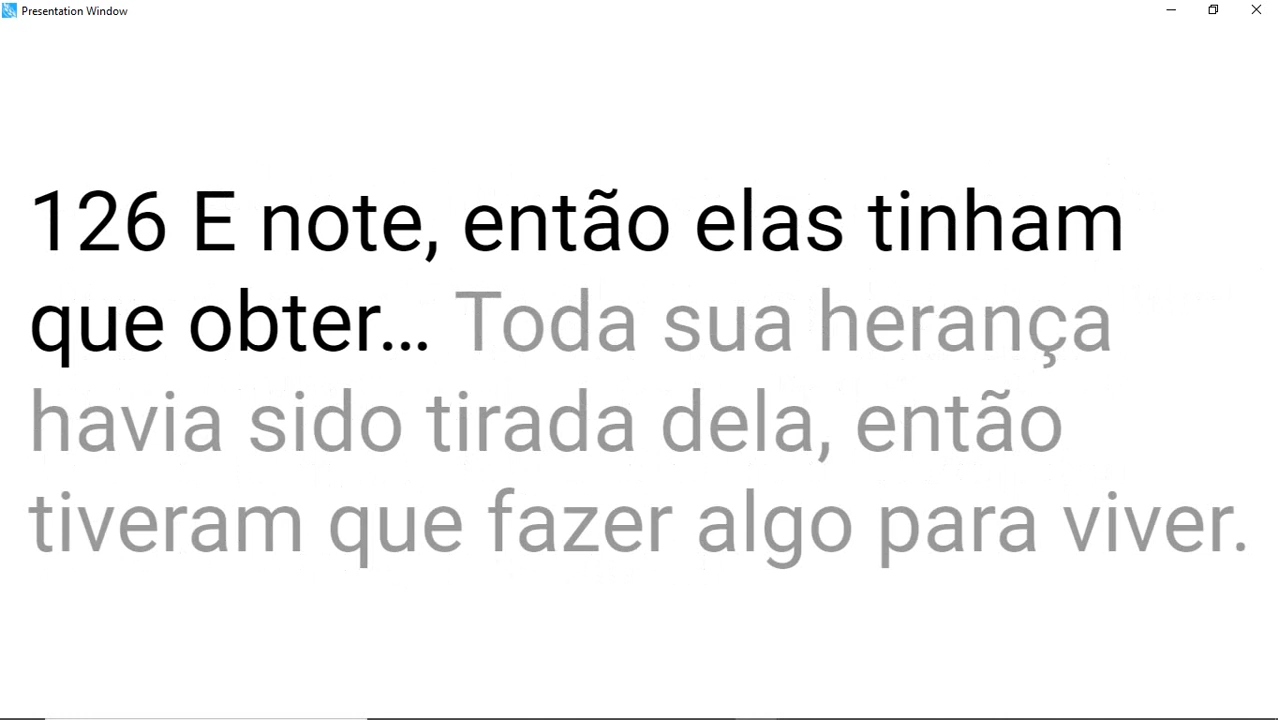 Presentation Window
126 E note, então elas tinham
que obter... Toda sua herança
havia sido tirada dela, então
tiveram que fazer algo para viver.